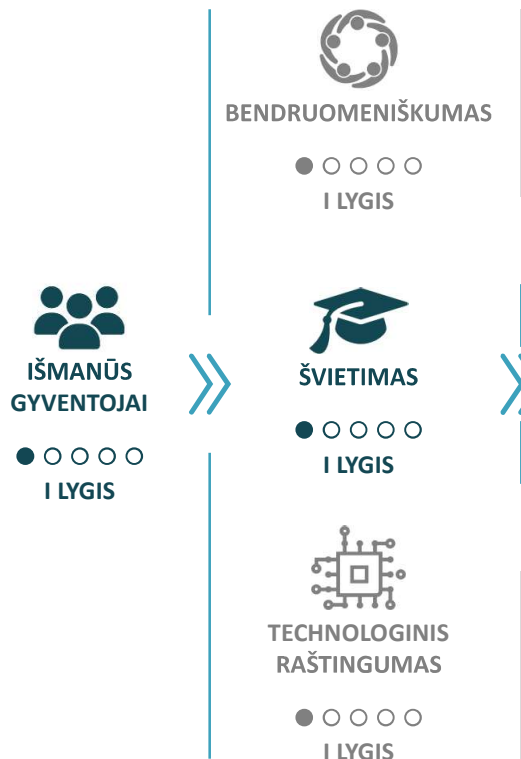 BENDRUOMENIŠKUMAS
I LYGIS
IŠMANŪS
GYVENTOJAI
I LYGIS
ŠVIETIMAS
I LYGIS
TECHNOLOGINIS
RAŠTINGUMAS
I LYGIS